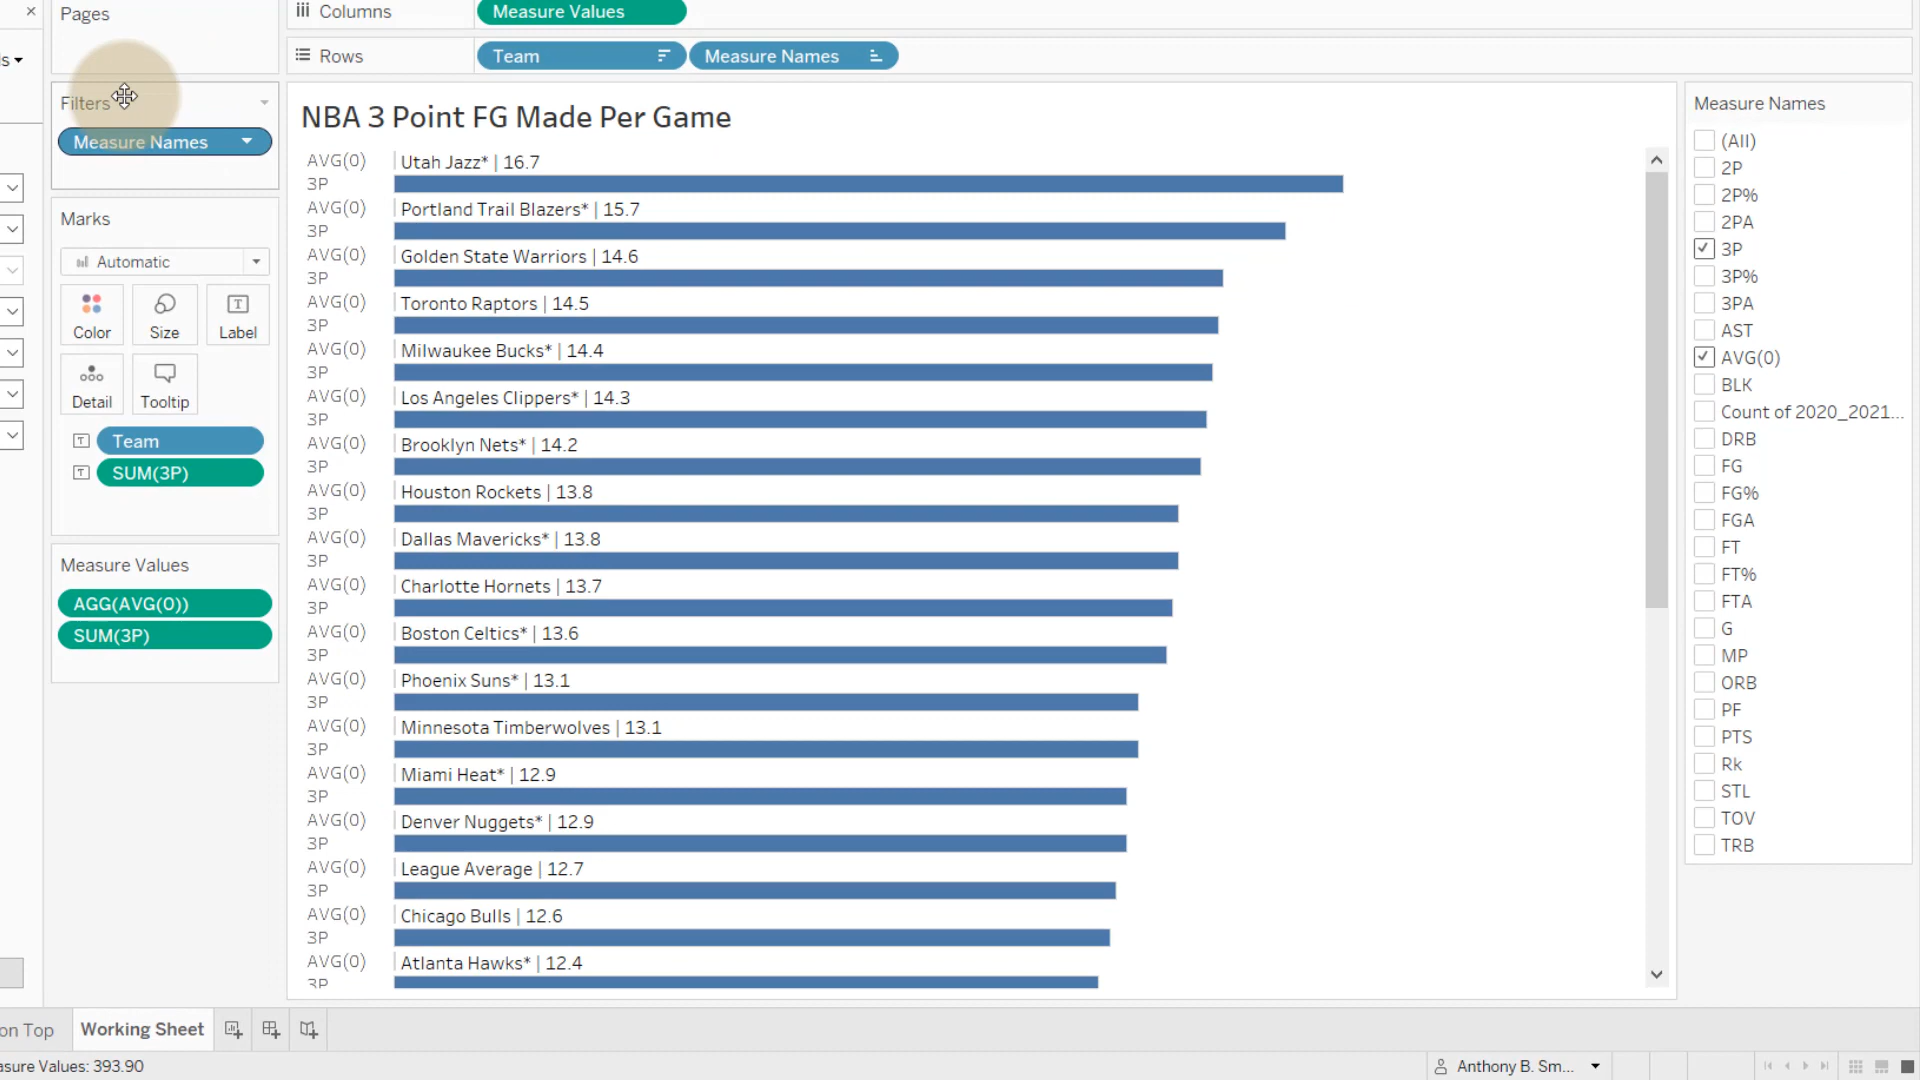 Pages
Columns
Measure Values
s
Rows
Team
Measure Names
Filters
Measure Names
Marks
Automatic
Color
Size
Label
Detail
Tooltip
Team
SUM(3P)
Measure Values
AGG(AVG(0))
SUM(3P)
NBA 3 Point FG Made Per Game
AVG(0) Utah Jazz* | 16.7
3P
AVG(0) Portland Trail Blazers* | 15.7
3P
AVG(0) Golden State Warriors | 14.6
3P
AVG(0) Toronto Raptors | 14.5
3P
AVG(0) Milwaukee Bucks* | 14.4
3P
AVG(0) Los Angeles Clippers* | 14.3
3P
AVG(0) Brooklyn Nets* | 14.2
3P
AVG(0) Houston Rockets | 13.8
3P
AVG(0) Dallas Mavericks* | 13.8
3P
AVG(0) Charlotte Hornets | 13.7
3P
AVG(0) Boston Celtics* | 13.6
3P
AVG(0) Phoenix Suns* | 13.1
3P
AVG(0) Minnesota Timberwolves | 13.1
3P
AVG(0) Miami Heat* | 12.9
3P
AVG(0) Denver Nuggets* | 12.9
3P
AVG(0) League Average | 12.7
3P
AVG(0) Chicago Bulls | 12.6
3P
AVG(0) Atlanta Hawks* | 12.4
3P
Measure Names
(All)
2P
2P%
2PA
3P
3P%
3PA
AST
AVG(0)
BLK
Count of 2020_2021...
DRB
FG
FG%
FGA
FT
FT%
FTA
G
MP
ORB
PF
PTS
Rk
STL
TOV
TRB
on Top
Working Sheet
asure Values: 393.90
Anthony B. Sm...